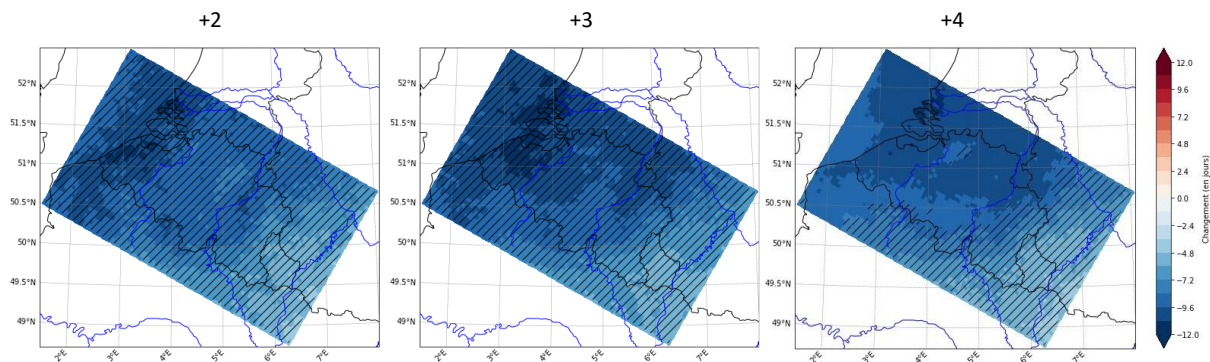 +2
+3
+4
52°N
51.5°N
51°N
50.5°N
50°N
49.5°N
49°N
2°E
3°E
4°E
5°E
6°E
7°E
52°N
51.5°N
51°N
50.5°N
50°N
49.5°N
49°N
2°E
3°E
4°E
5°E
6°E
7°E
52°N
51.5°N
51°N
50.5°N
50°N
49.5°N
49°N
2°E
3°E
4°E
5°E
6°E
7°E
12.0
9.6
7.2
4.8
2.4
0.0
−2.4
−4.8
−7.2
−9.6
−12.0
Changement (en jours)